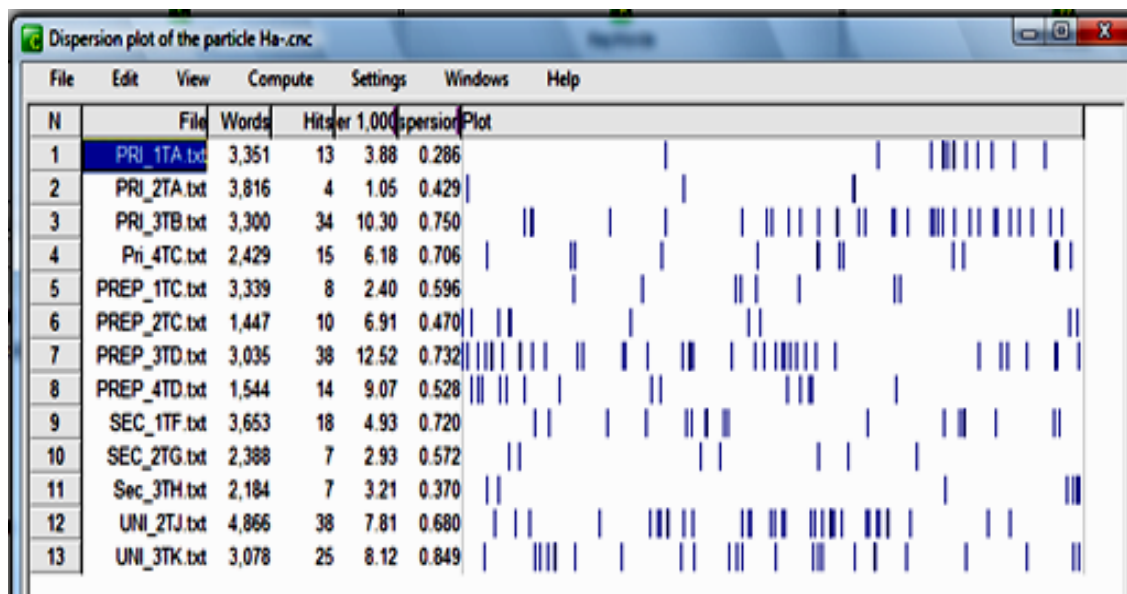 Dispersion plot of the particle Ha-.cnc
File Edit View Compute Settings Windows Help
N File Words Hits er 1,000 spersion Plot
1 PRI_1TA.txt 3,351 13 3.88 0.286
2 PRI_2TA.txt 3,816 4 1.05 0.429
3 PRI_3TB.txt 3,300 34 10.30 0.750
4 Pri_4TC.txt 2,429 15 6.18 0.706
5 PREP_1TC.txt 3,339 8 2.40 0.596
6 PREP_2TC.txt 1,447 10 6.91 0.470
7 PREP_3TD.txt 3,035 38 12.52 0.732
8 PREP_4TD.txt 1,544 14 9.07 0.528
9 SEC_1TF.txt 3,653 18 4.93 0.720
10 SEC_2TG.txt 2,388 7 2.93 0.572
11 Sec_3TH.txt 2,184 7 3.21 0.370
12 UNI_2TJ.txt 4,866 38 7.81 0.680
13 UNI_3TK.txt 3,078 25 8.12 0.849